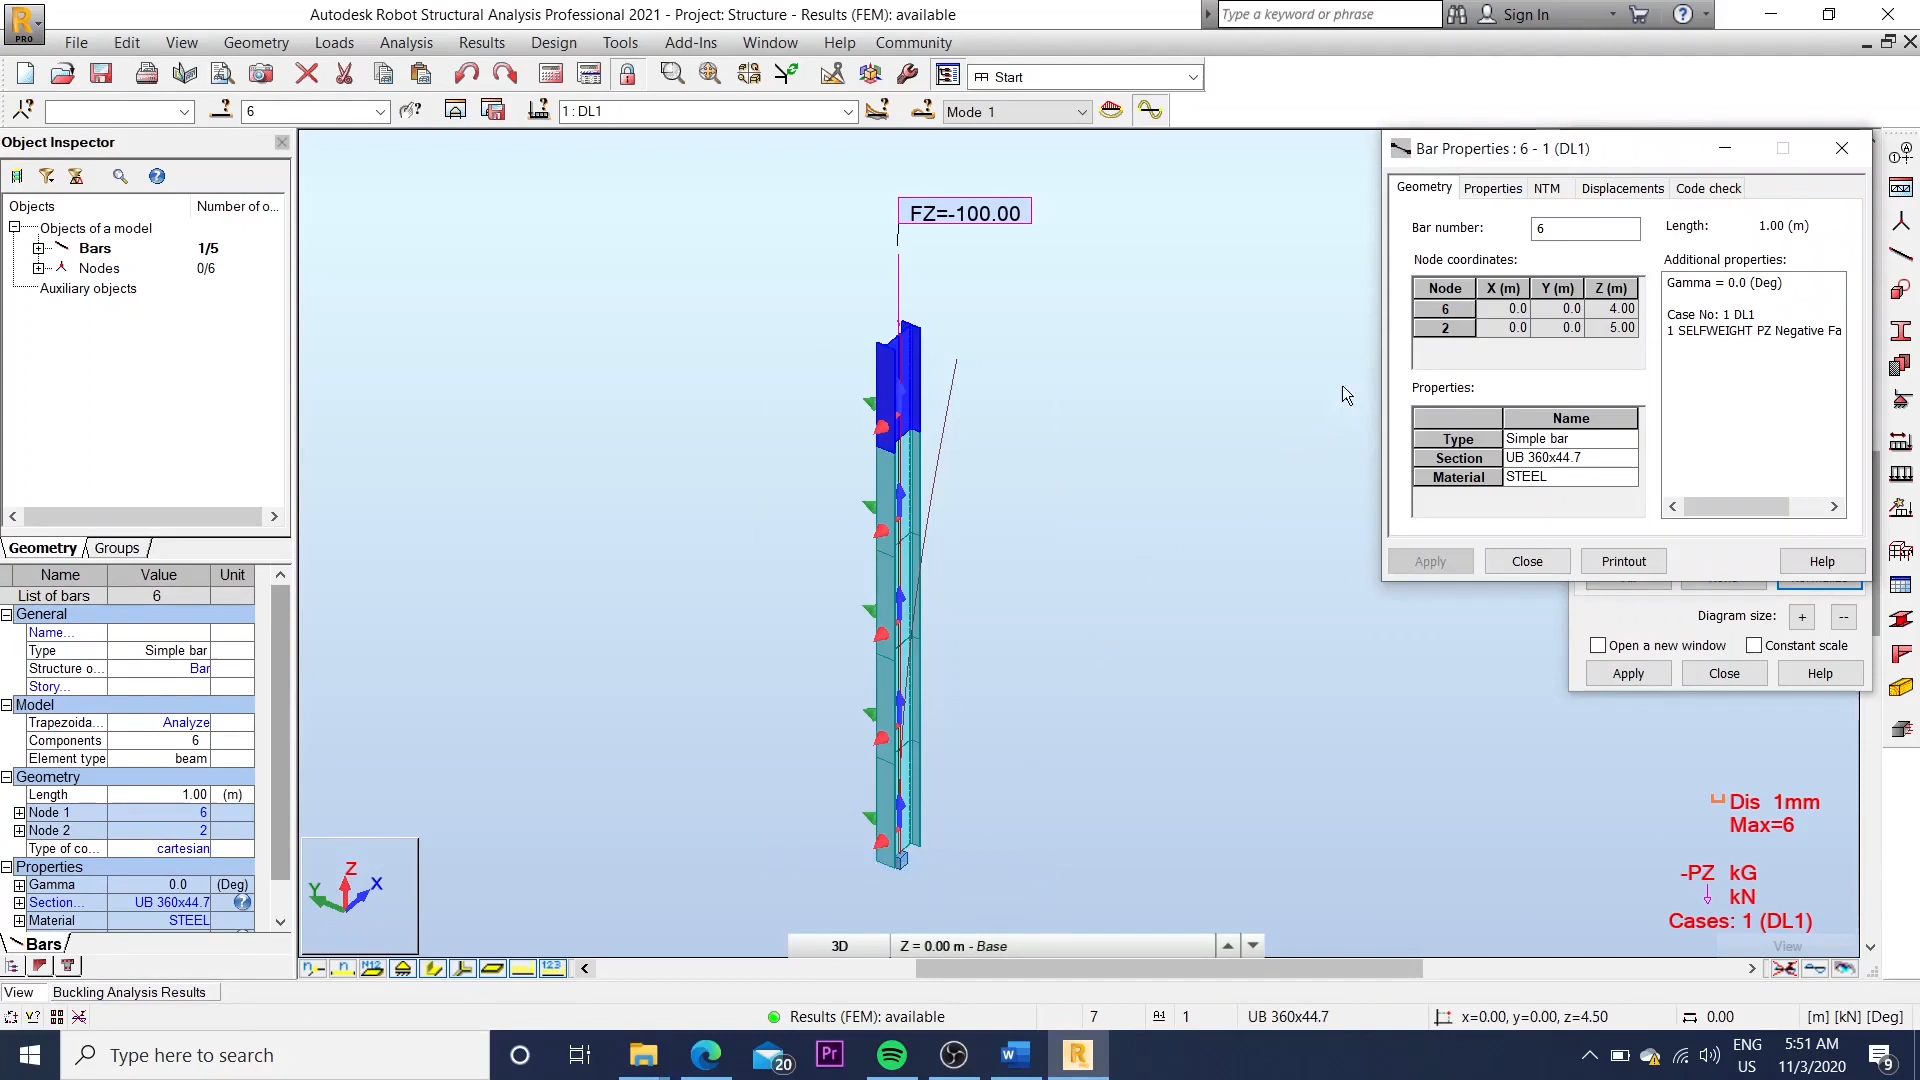 PRO
Autodesk Robot Structural Analysis Professional 2021 - Project: Structure - Results (FEM): available
Type a keyword or phrase
Sign In
File Edit View Geometry Loads Analysis Results Design Tools Add-Ins Window Help Community
Start
6
1: DL1
Mode 1
Object Inspector
Objects Number of o...
Objects of a model
Bars 1/5
Nodes 0/6
Auxiliary objects
Geometry Groups
Name Value Unit
List of bars 6
General
Name...
Type Simple bar
Structure o... Bar
Story...
Model
Trapezoida... Analyze
Components 6
Element type beam
Geometry
Length 1.00 (m)
Node 1 6
Node 2 2
Type of co... cartesian
Properties
Gamma 0.0 (Deg)
Section... UB 360x44.7
Material STEEL
Bars
FZ=-100.00
Z
X
Y
3D
Z = 0.00 m - Base
Bar Properties : 6 - 1 (DL1)
Geometry Properties NTM Displacements Code check
Bar number: 6
Length: 1.00 (m)
Node coordinates:
Node X (m) Y (m) Z (m)
6 0.0 0.0 4.00
2 0.0 0.0 5.00
Additional properties:
Gamma = 0.0 (Deg)
Case No: 1 DL1
1 SELFWEIGHT PZ Negative Fa
Properties:
Name
Type Simple bar
Section UB 360x44.7
Material STEEL
Apply Close Printout Help
Diagram size: + --
Open a new window Constant scale
Apply Close Help
Dis 1mm
Max=6
-PZ kG
kN
Cases: 1 (DL1)
View
View Buckling Analysis Results
Results (FEM): available
7
1
UB 360x44.7
x=0.00, y=0.00, z=4.50
0.00
[m] [kN] [Deg]
Type here to search
20
Pr
ENG
US
5:51 AM
11/3/2020
9